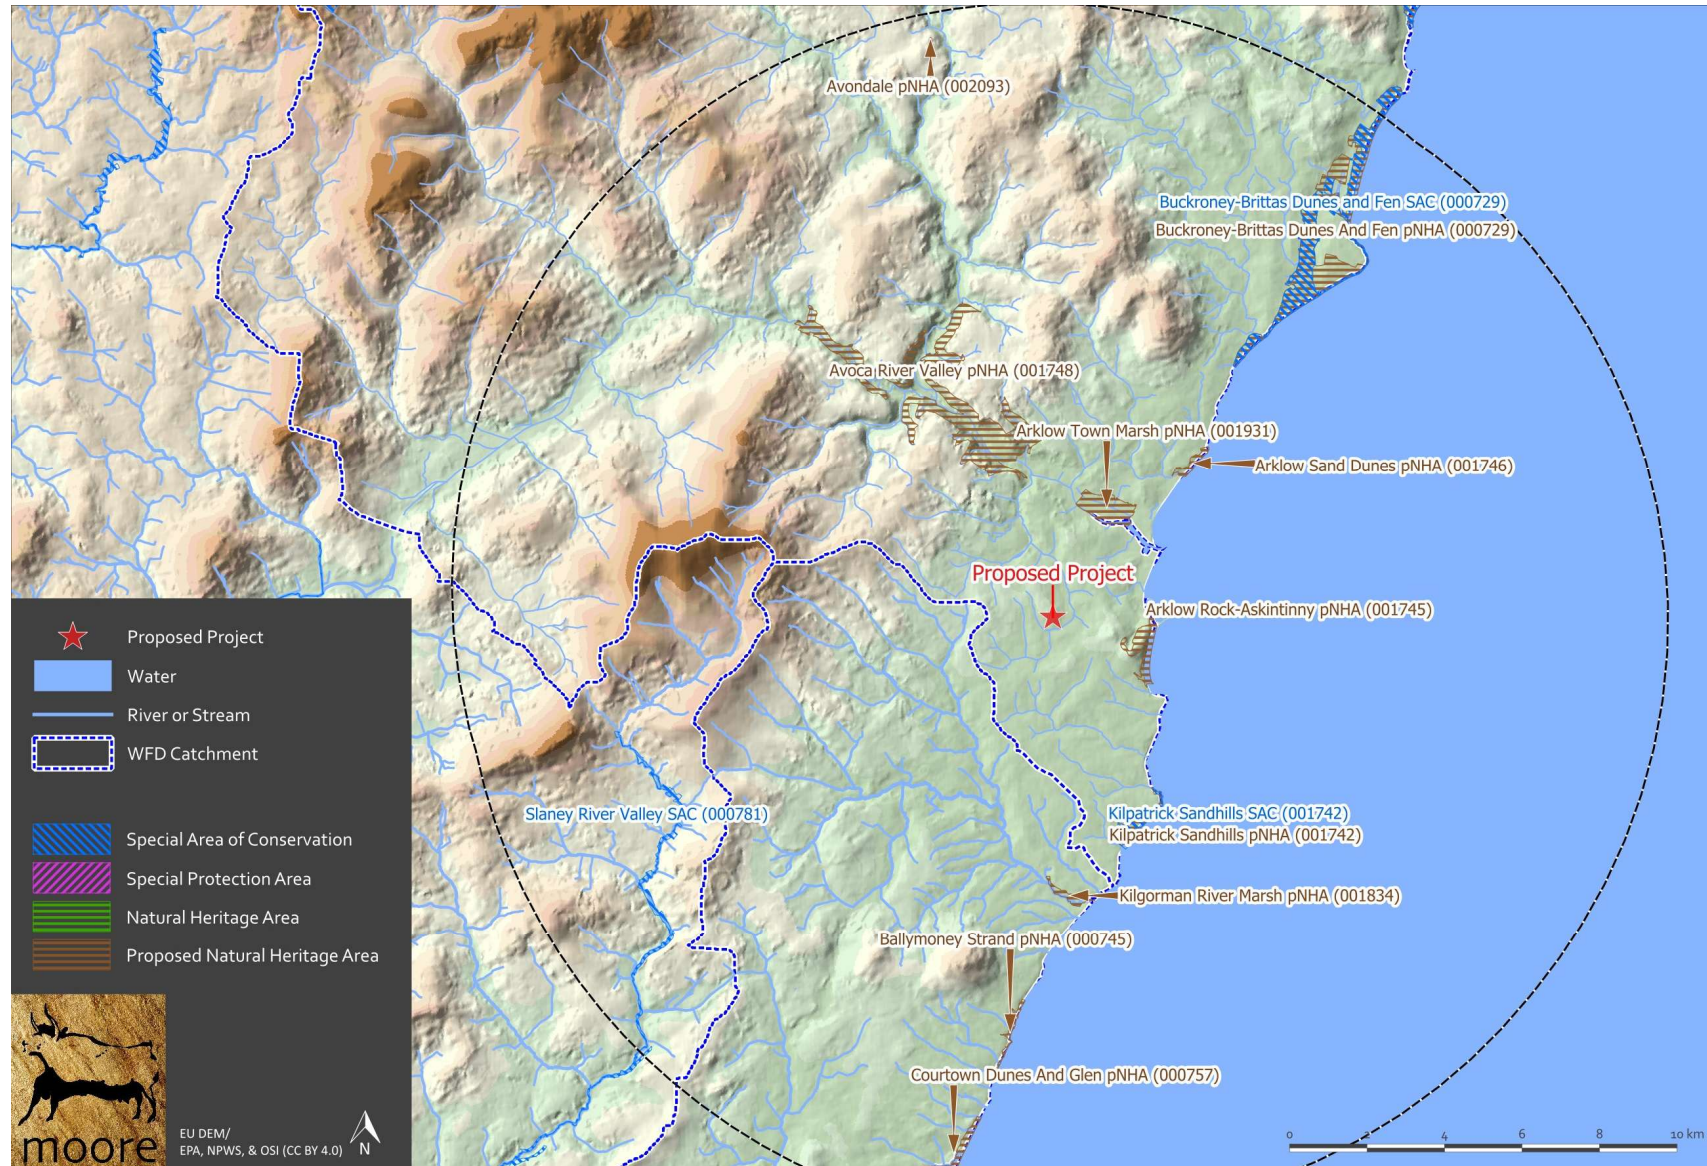 Avondale pNHA (002093)
Buckroney-Brittas Dunes and Fen SAC (000729)
Buckroney-Brittas Dunes And Fen pNHA (000729)
Avoca River Valley pNHA (001748)
Arklow Town Marsh pNHA (001931)
Arklow Sand Dunes pNHA (001746)
Proposed Project
Arklow Rock-Askintinny pNHA (001745)
Slaney River Valley SAC (000781)
Kilpatrick Sandhills SAC (001742)
Kilpatrick Sandhills pNHA (001742)
Kilgorman River Marsh pNHA (001834)
Ballymoney Strand pNHA (000745)
Courtown Dunes And Glen pNHA (000757)
Proposed Project
Water
River or Stream
WFD Catchment
Special Area of Conservation
Special Protection Area
Natural Heritage Area
Proposed Natural Heritage Area
moore
EU DEM/
EPA, NPWS, & OSI (CC BY 4.0)
N
0 2 4 6 8 10 km